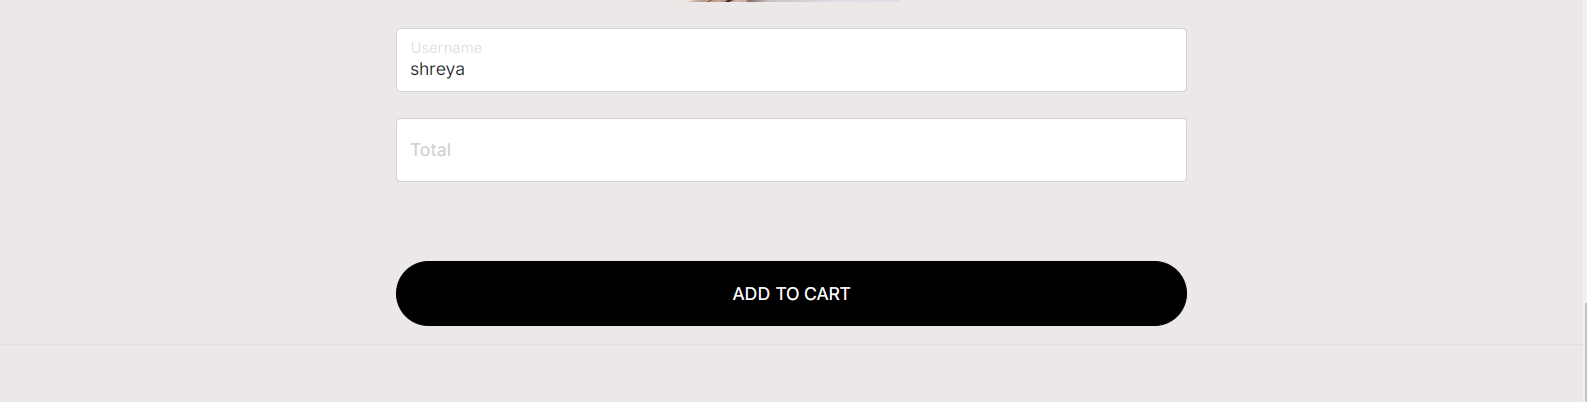 Username
shreya
Total
ADD TO CART